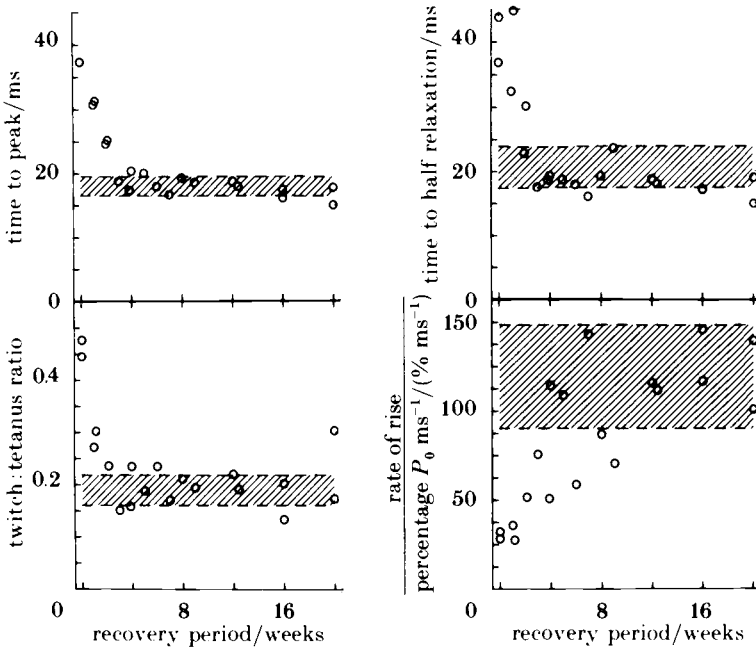 40
20
0
time to peak/ms
40
20
0
time to half relaxation/ms
0.4
0.2
0
twitch:tetanus ratio
8
16
recovery period/weeks
150
100
50
0
rate of rise
percentage P₀ ms⁻¹/(% ms⁻¹)
8
16
recovery period/weeks